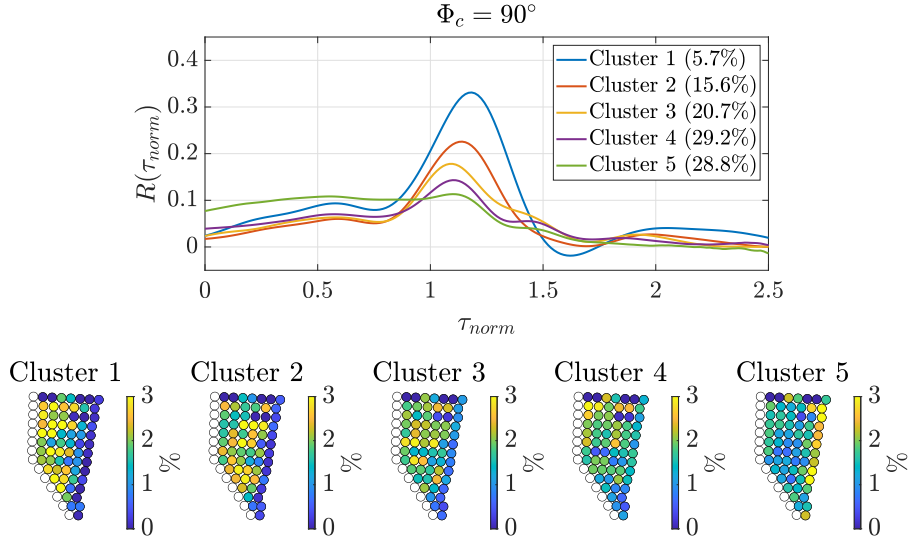 Φ_c = 90°
R(τ_norm)
0.4
0.3
0.2
0.1
0
Cluster 1 (5.7%)
Cluster 2 (15.6%)
Cluster 3 (20.7%)
Cluster 4 (29.2%)
Cluster 5 (28.8%)
0 0.5 1 1.5 2 2.5
τ_norm
Cluster 1 Cluster 2 Cluster 3 Cluster 4 Cluster 5
3 3 3 3 3
2 2 2 2 2
% % % % %
1 1 1 1 1
0 0 0 0 0